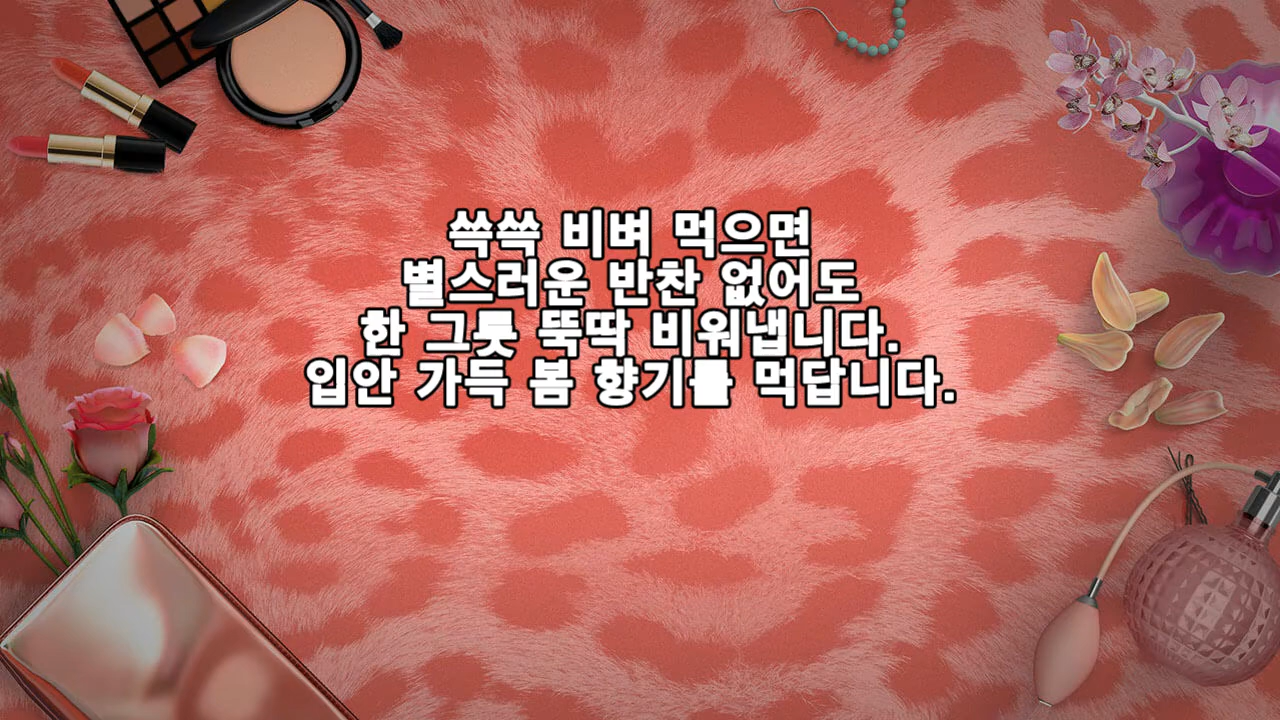 쓱쓱 비벼 먹으면
별스러운 반찬 없어도
한 그릇 뚝딱 비워냅니다.
입안 가득 봄 향기를 먹답니다.